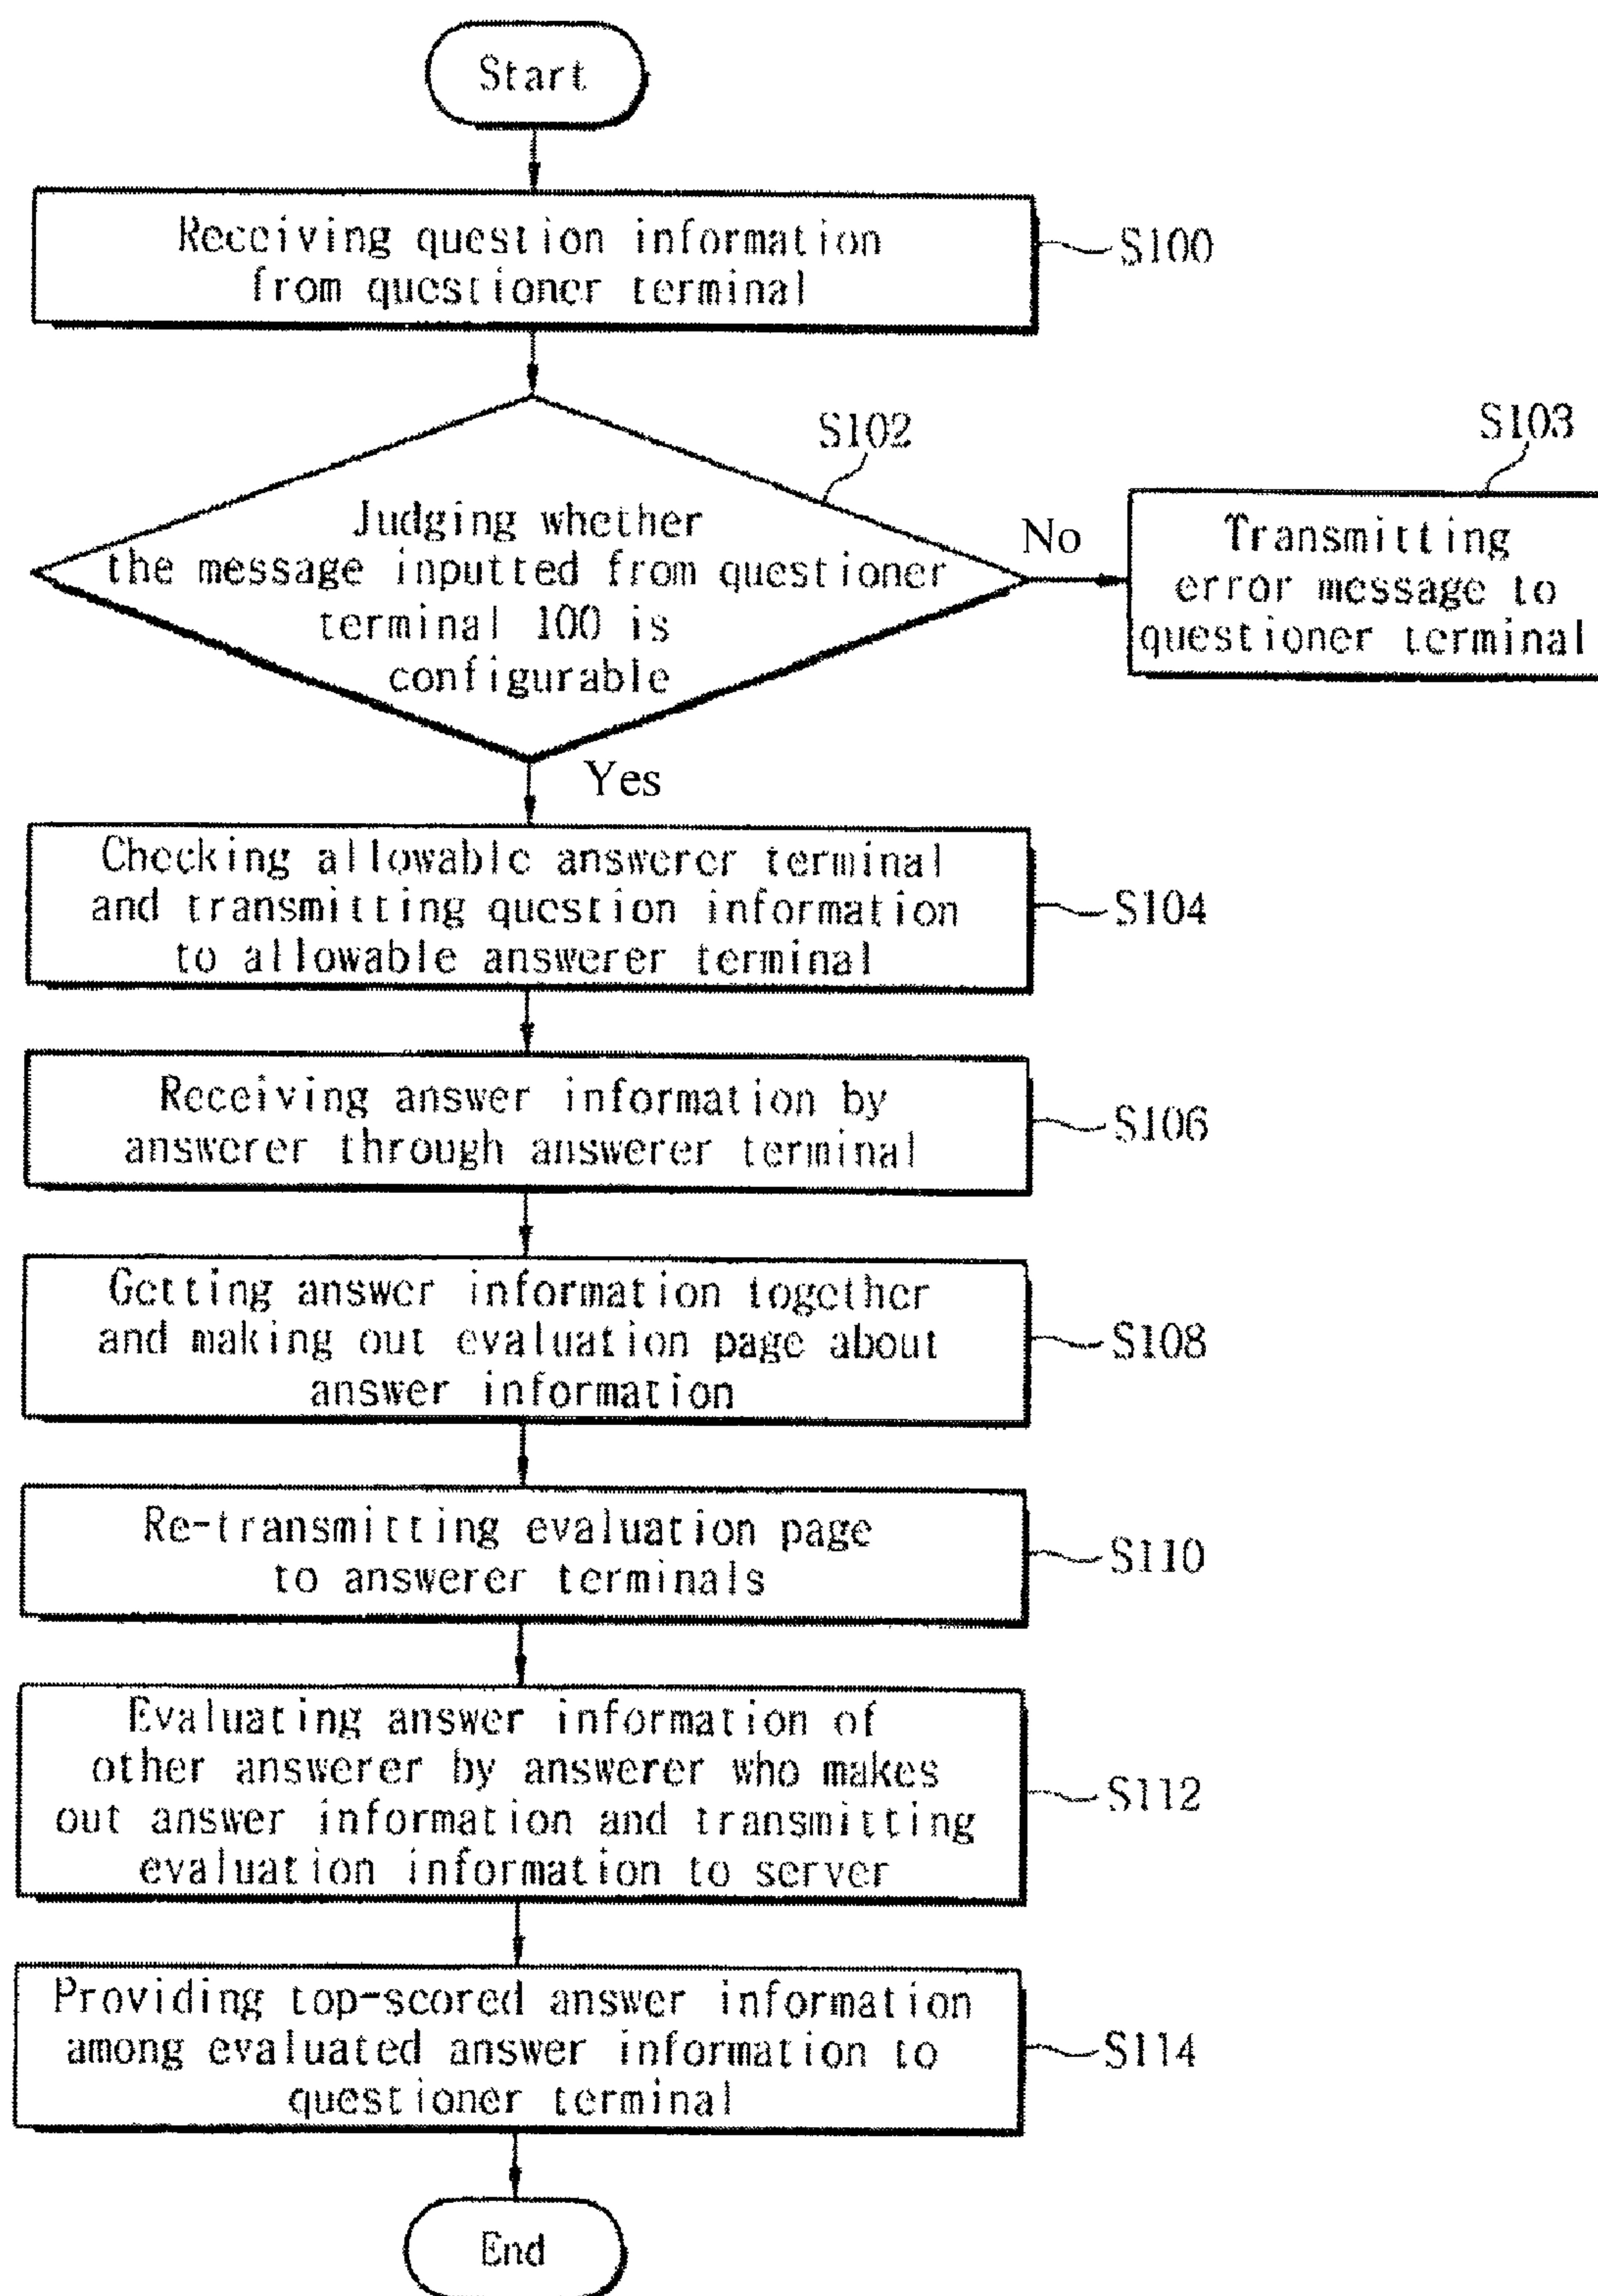 Start
Receiving question information
from questioner terminal
S100
S102
Judging whether
the message inputted from questioner
terminal 100 is
configurable
No
S103
Transmitting
error message to
questioner terminal
Yes
Checking allowable answerer terminal
and transmitting question information
to allowable answerer terminal
S104
Receiving answer information by
answerer through answerer terminal
S106
Getting answer information together
and making out evaluation page about
answer information
S108
Re-transmitting evaluation page
to answerer terminals
S110
Evaluating answer information of
other answerer by answerer who makes
out answer information and transmitting
evaluation information to server
S112
Providing top-scored answer information
among evaluated answer information to
questioner terminal
S114
End